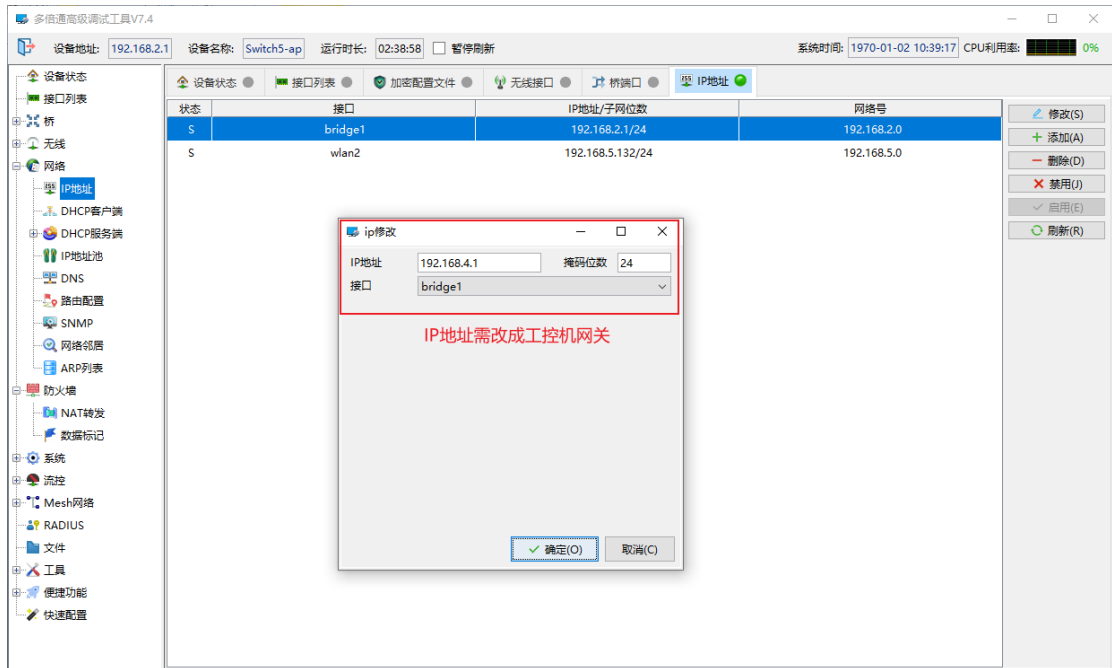 多倍通高级调试工具V7.4
设备地址: 192.168.2.1 设备名称: Switch5-ap 运行时长: 02:38:58 暂停刷新 系统时间: 1970-01-02 10:39:17 CPU利用率: 0%
设备状态
接口列表
桥
无线
网络
IP地址
DHCP客户端
DHCP服务端
IP地址池
DNS
路由配置
SNMP
网络邻居
ARP列表
防火墙
NAT转发
数据标记
系统
流控
Mesh网络
RADIUS
文件
工具
便捷功能
快速配置
设备状态 接口列表 加密配置文件 无线接口 桥端口 IP地址
状态 接口 IP地址/子网位数 网络号
S bridge1 192.168.2.1/24 192.168.2.0
S wlan2 192.168.5.132/24 192.168.5.0
修改(S)
添加(A)
删除(D)
禁用(J)
启用(E)
刷新(R)
ip修改
IP地址 192.168.4.1 掩码位数 24
接口 bridge1
IP地址需改成工控机网关
确定(O) 取消(C)